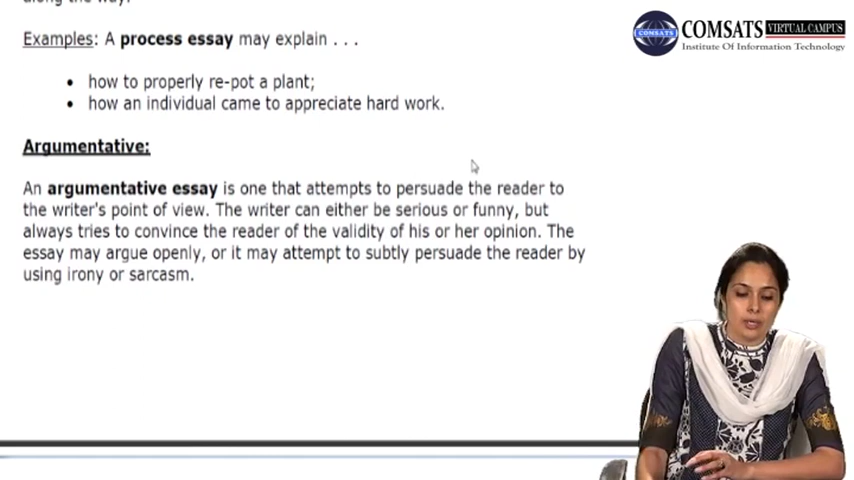 along the way.
COMSATS VIRTUAL CAMPUS
COMSATS
Institute Of Information Technology
Examples: A process essay may explain . . .
• how to properly re-pot a plant;
• how an individual came to appreciate hard work.
Argumentative:
An argumentative essay is one that attempts to persuade the reader to
the writer's point of view. The writer can either be serious or funny, but
always tries to convince the reader of the validity of his or her opinion. The
essay may argue openly, or it may attempt to subtly persuade the reader by
using irony or sarcasm.